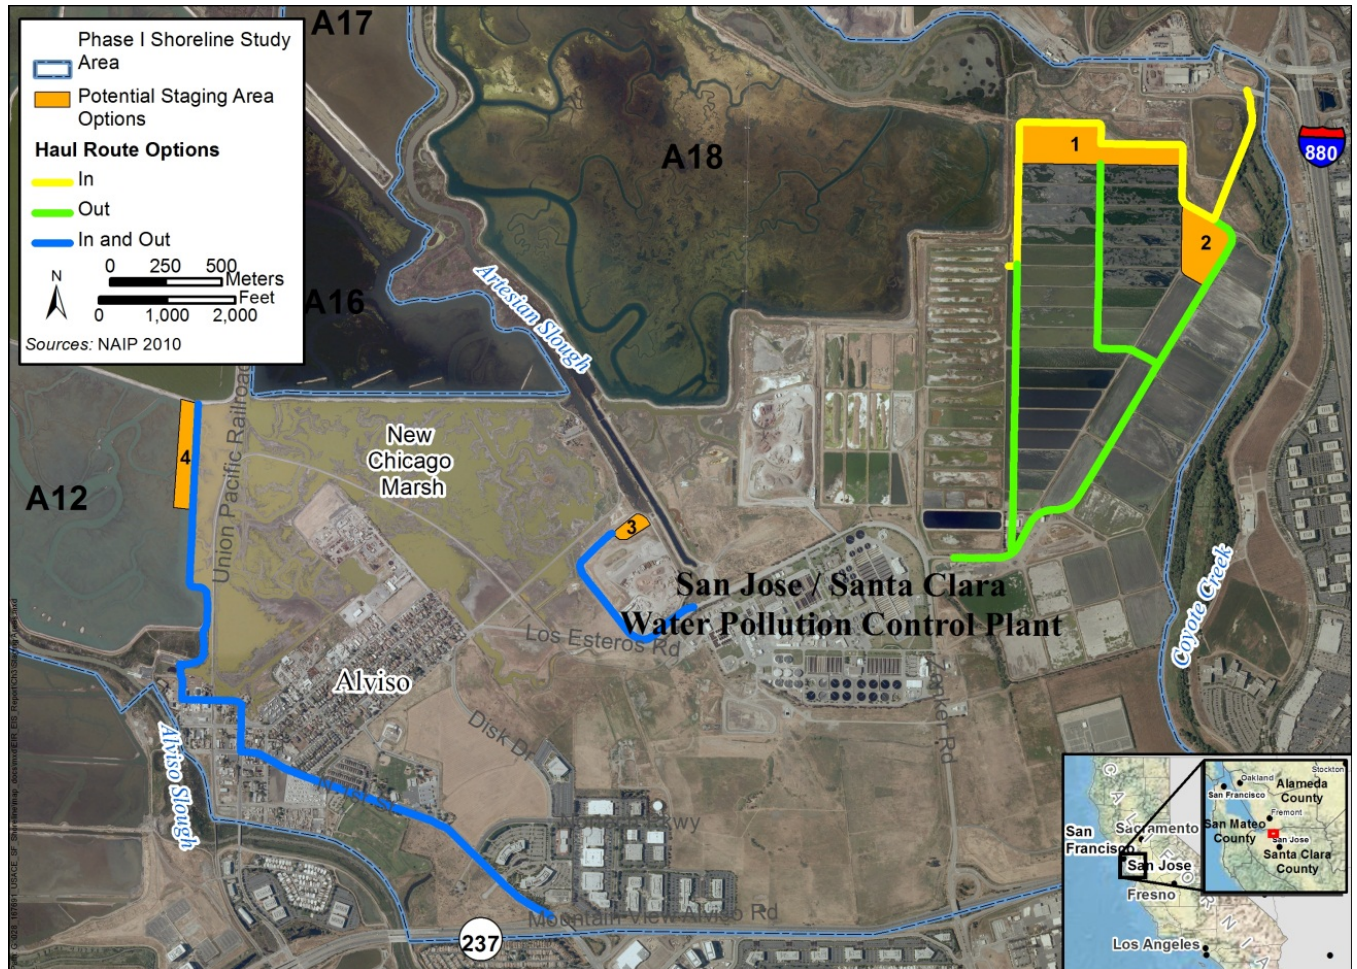 Phase I Shoreline Study
Area
Potential Staging Area
Options
Haul Route Options
In
Out
In and Out
N
0 250 500
Meters
Feet
0 1,000 2,000
Sources: NAIP 2010
A17
A18
A16
A12
1
2
3
4
880
Artesian Slough
Union Pacific Railroad
New
Chicago
Marsh
San Jose / Santa Clara
Water Pollution Control Plant
Los Esteros Rd
Alviso
Disk Dr
Coyote Creek
Alviso Slough
Mountain View Alviso Rd
237
San
Francisco
Sacramento
San Jose
Fresno
Los Angeles
Stockton
Oakland
San Francisco
Alameda
County
Fremont
San Mateo
County
San Jose
Santa Clara
County